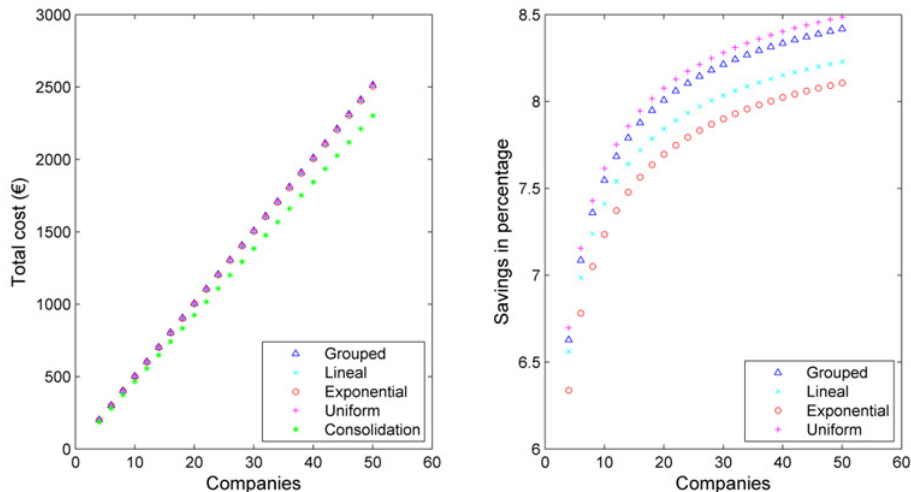 3000
2500
2000
1500
1000
500
0
Total cost (€)
0 10 20 30 40 50 60
Companies
Grouped
Lineal
Exponential
Uniform
Consolidation
8.5
8
7.5
7
6.5
6
Savings in percentage
0 10 20 30 40 50 60
Companies
Grouped
Lineal
Exponential
Uniform